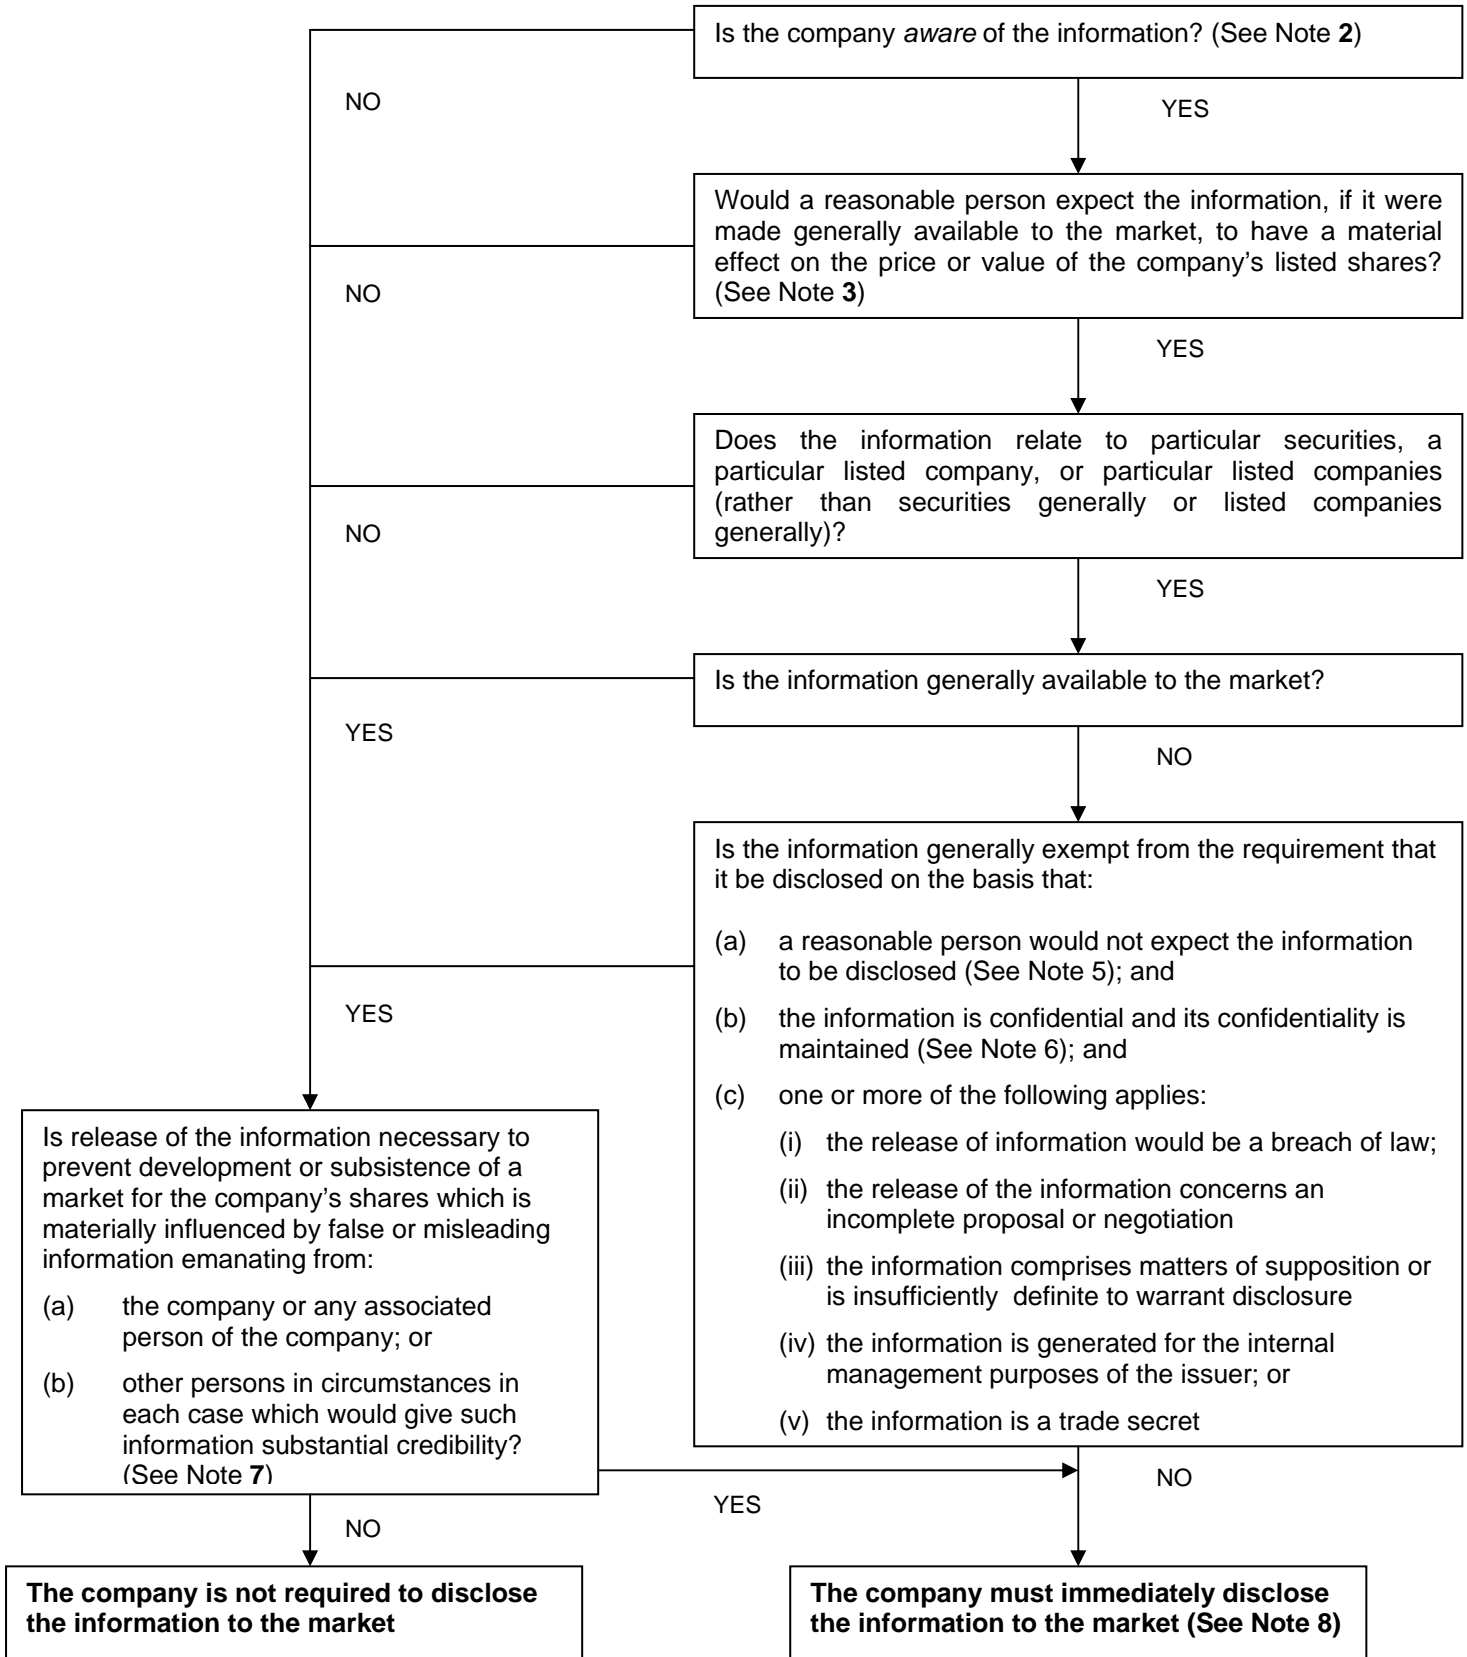 Is the company aware of the information? (See Note 2)
NO
YES
Would a reasonable person expect the information, if it were
made generally available to the market, to have a material
effect on the price or value of the company's listed shares?
(See Note 3)
NO
YES
Does the information relate to particular securities, a
particular listed company, or particular listed companies
(rather than securities generally or listed companies
generally)?
NO
YES
Is the information generally available to the market?
YES
NO
Is the information generally exempt from the requirement that
it be disclosed on the basis that:
(a) a reasonable person would not expect the information
to be disclosed (See Note 5); and
(b) the information is confidential and its confidentiality is
maintained (See Note 6); and
(c) one or more of the following applies:
(i) the release of information would be a breach of law;
(ii) the release of the information concerns an
incomplete proposal or negotiation
(iii) the information comprises matters of supposition or
is insufficiently definite to warrant disclosure
(iv) the information is generated for the internal
management purposes of the issuer; or
(v) the information is a trade secret
YES
NO
Is release of the information necessary to
prevent development or subsistence of a
market for the company's shares which is
materially influenced by false or misleading
information emanating from:
(a) the company or any associated
person of the company; or
(b) other persons in circumstances in
each case which would give such
information substantial credibility?
(See Note 7)
YES
NO
The company is not required to disclose
the information to the market
The company must immediately disclose
the information to the market (See Note 8)